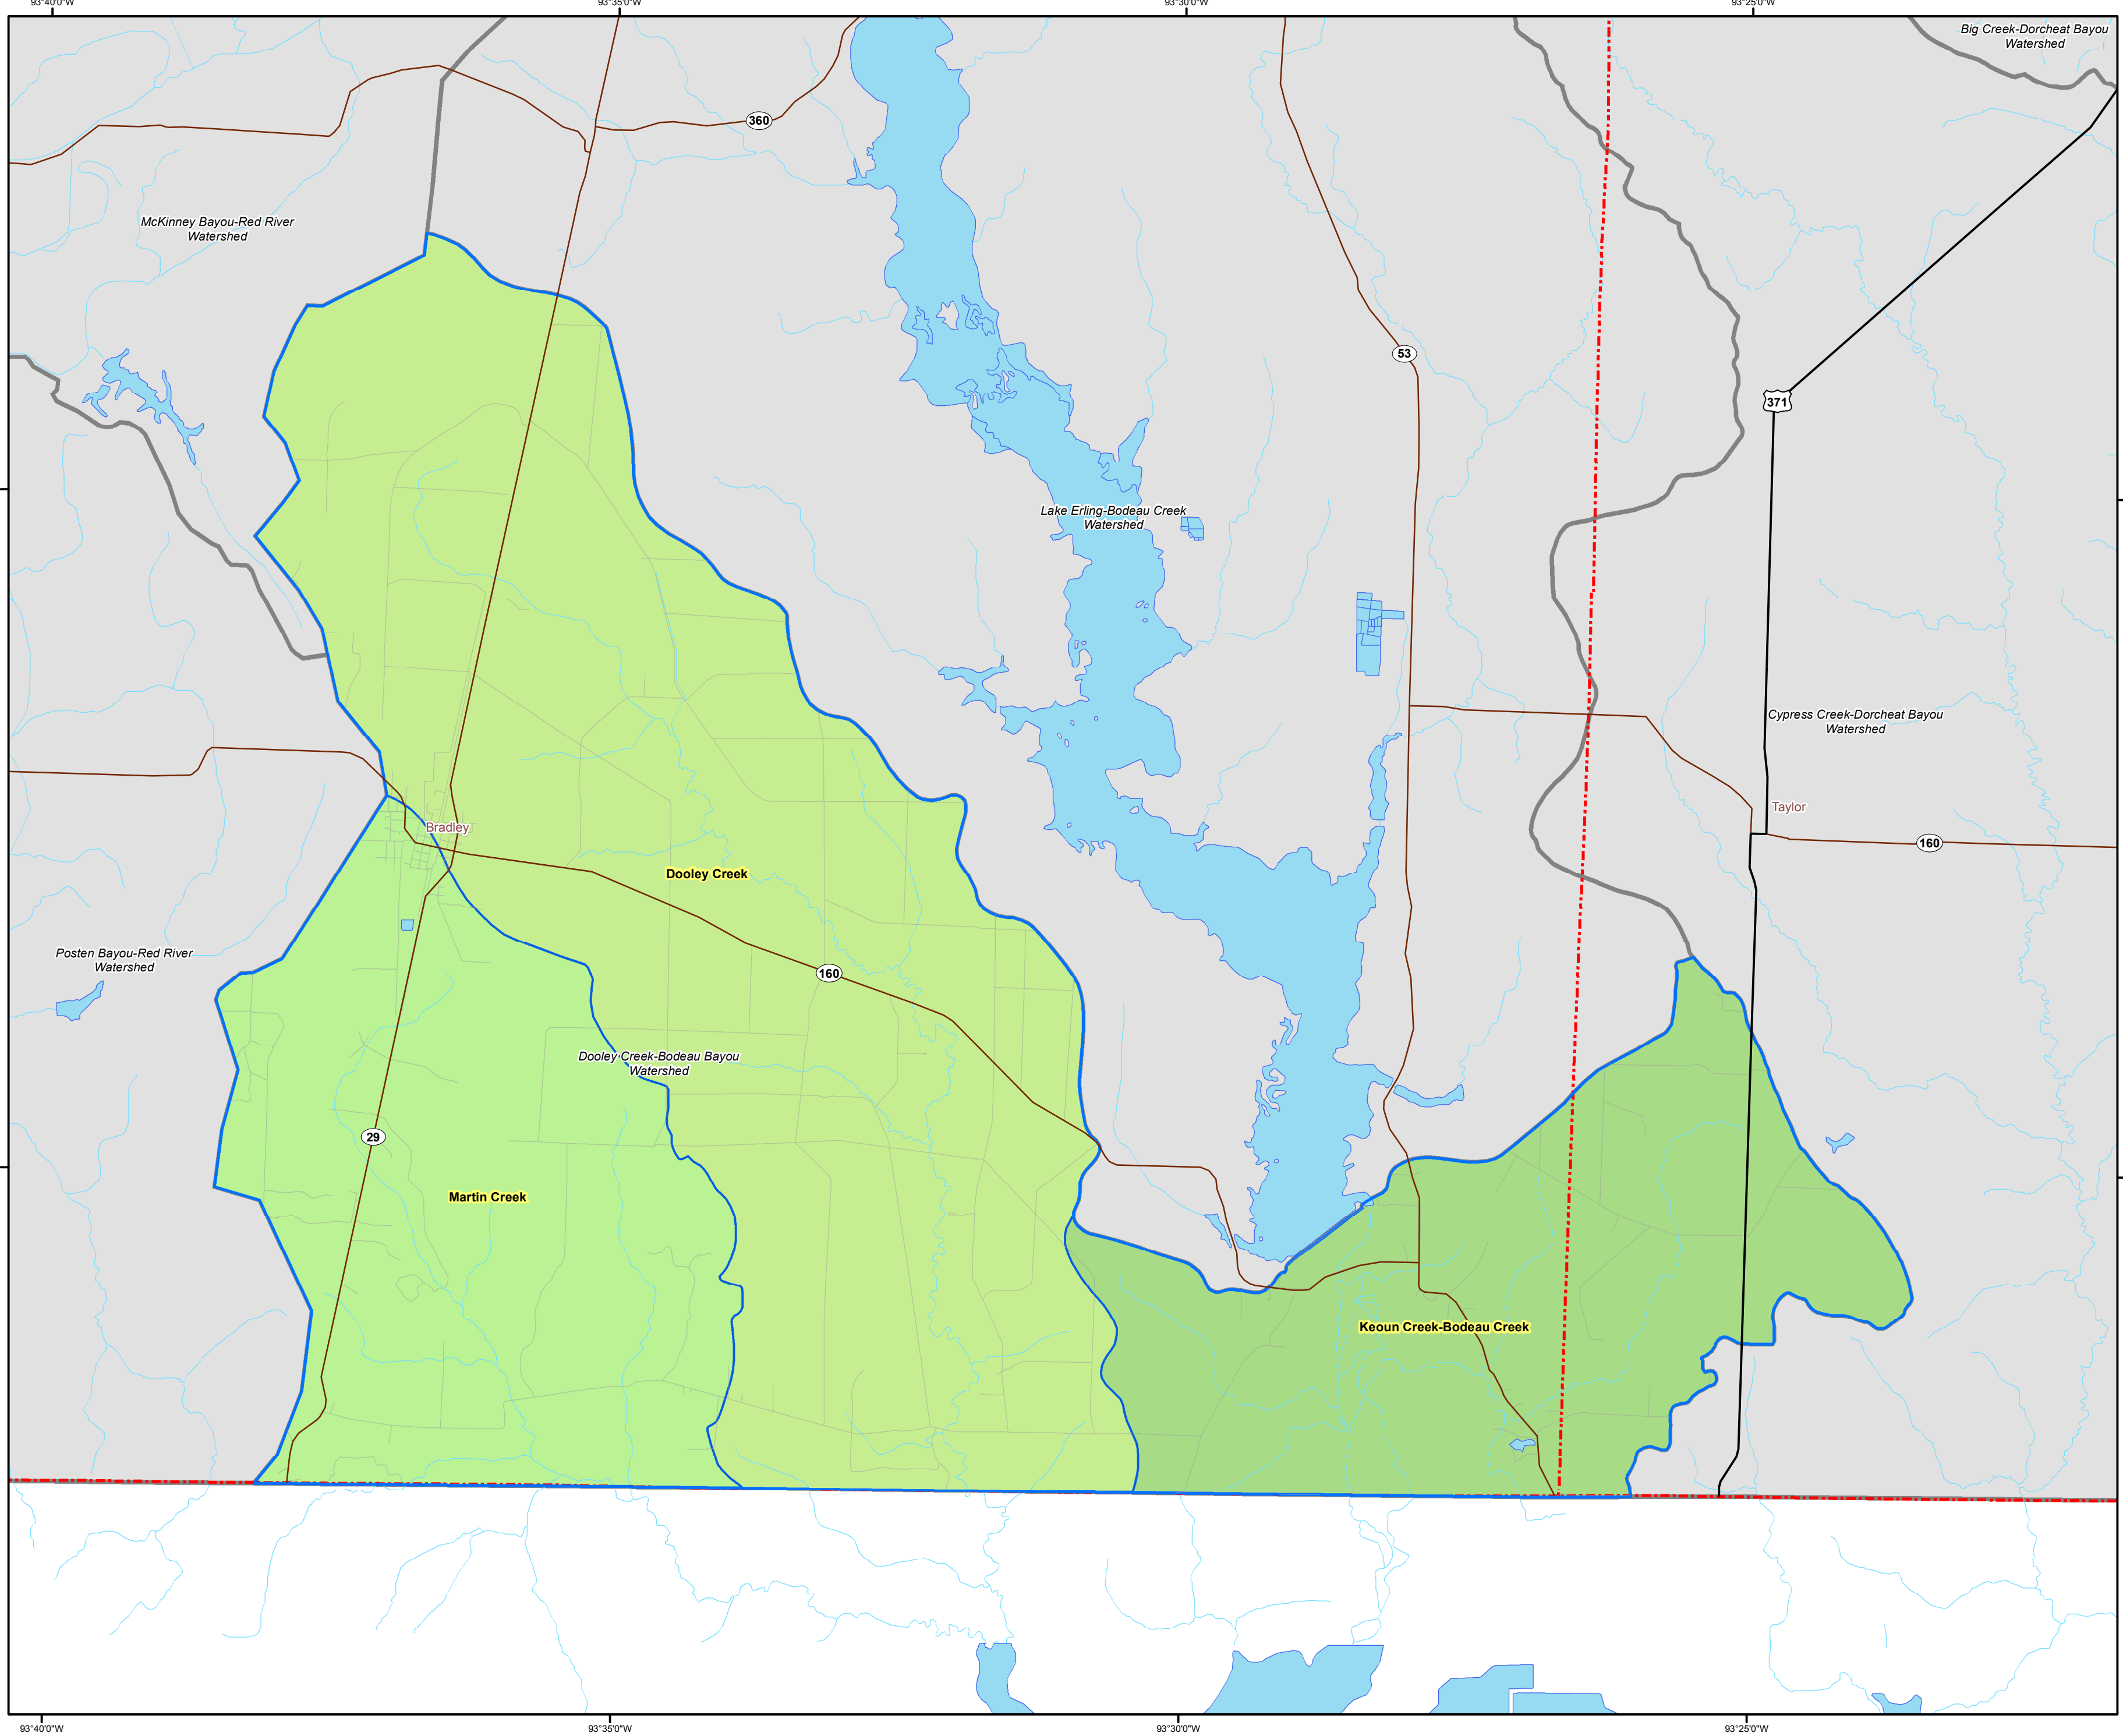 93°40'0"W
93°35'0"W
93°30'0"W
93°25'0"W
Big Creek-Dorcheat Bayou
Watershed
360
McKinney Bayou-Red River
Watershed
53
371
Lake Erling-Bodeau Creek
Watershed
Cypress Creek-Dorcheat Bayou
Watershed
Taylor
Bradley
160
Dooley Creek
Posten Bayou-Red River
Watershed
160
Dooley Creek-Bodeau Bayou
Watershed
29
Martin Creek
Keoun Creek-Bodeau Creek
93°40'0"W
93°35'0"W
93°30'0"W
93°25'0"W